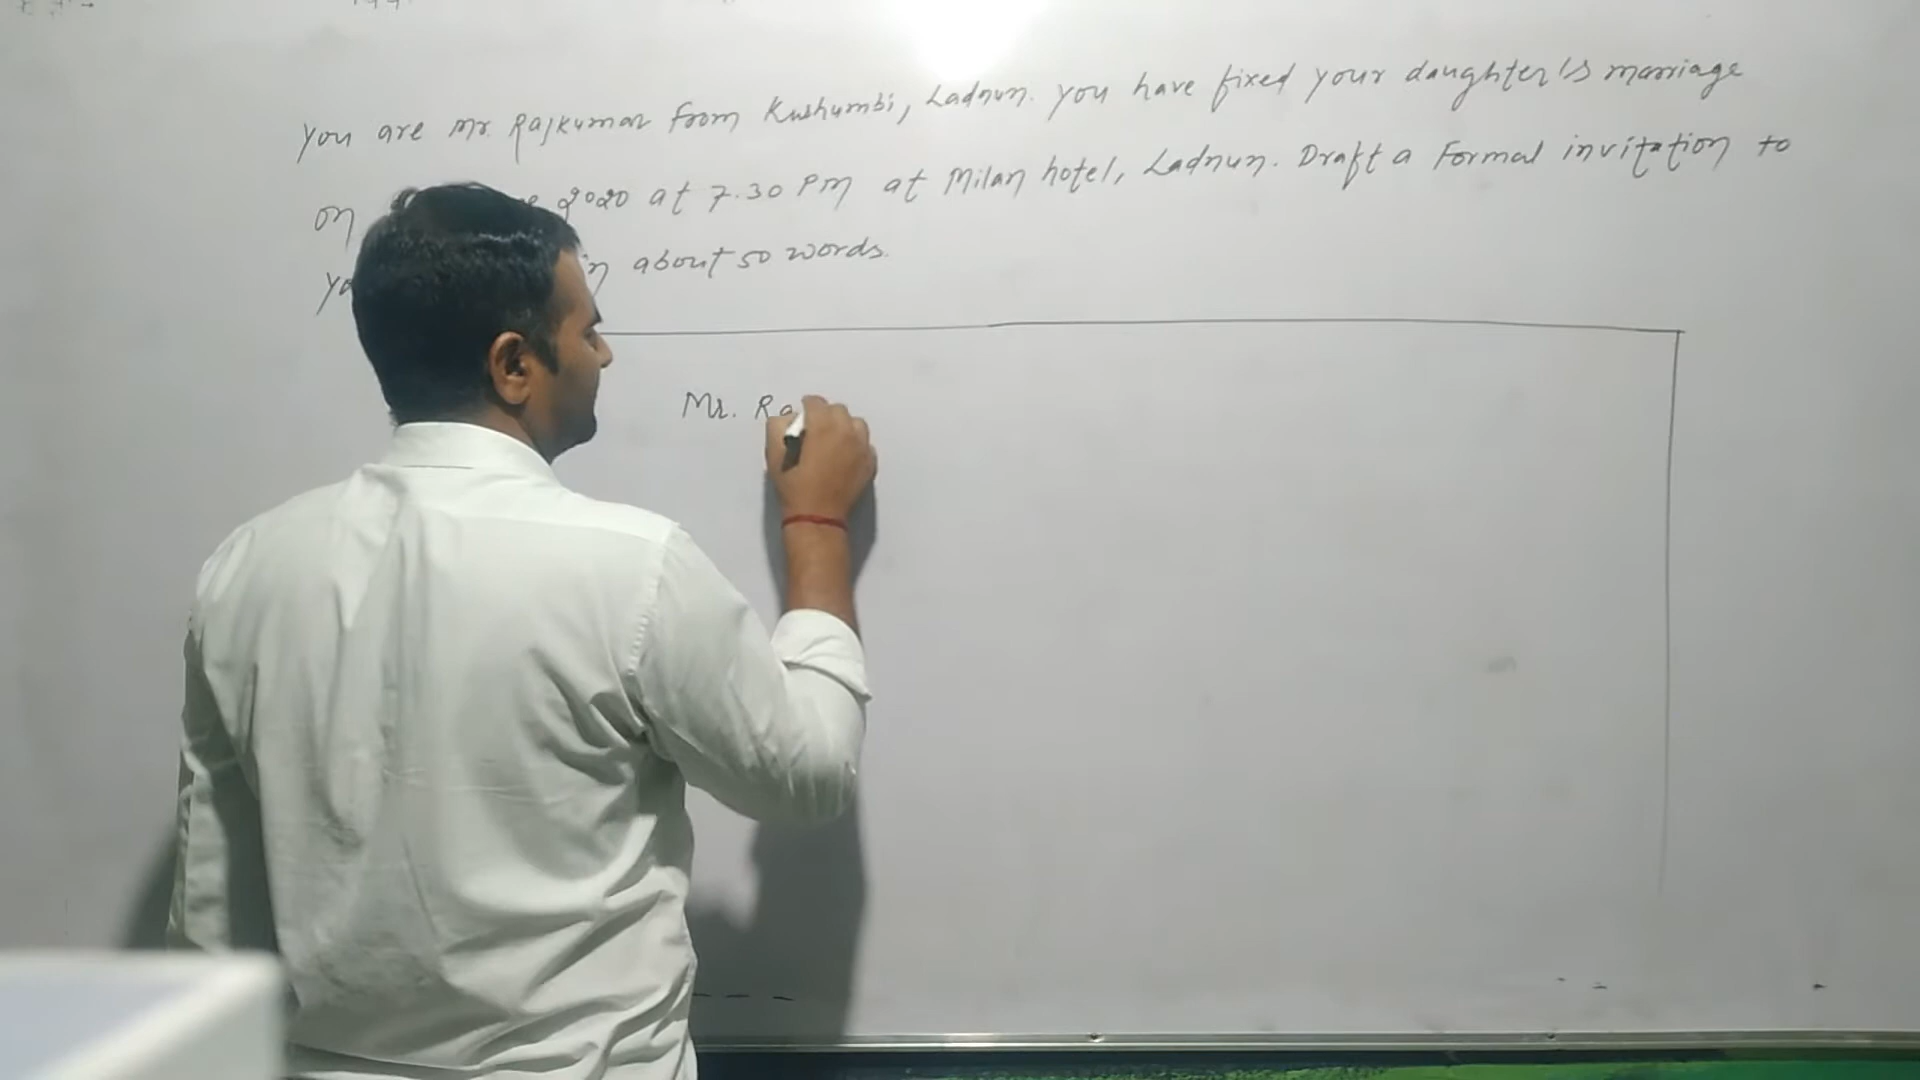 You are Mr. Rajkumar from Kushumbi, Ladnun. you have fixed your daughter's marriage
on 2020 at 7.30 PM at Milan hotel, Ladnun. Draft a Formal invitation to
about 50 words.
Mr. Ra